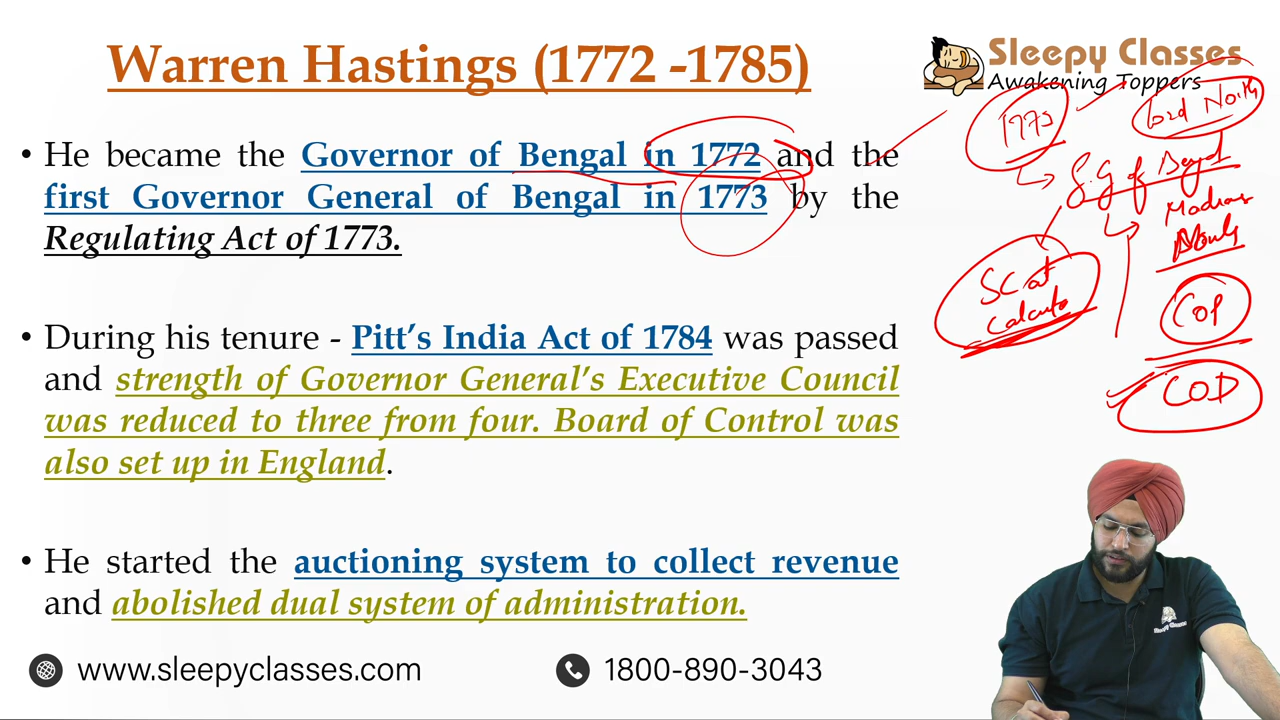 Warren Hastings (1772 -1785)
Sleepy Classes
Awakening Toppers
• He became the Governor of Bengal in 1772 and the
first Governor General of Bengal in 1773 by the
Regulating Act of 1773.
• During his tenure - Pitt’s India Act of 1784 was passed
and strength of Governor General’s Executive Council
was reduced to three from four. Board of Control was
also set up in England.
• He started the auctioning system to collect revenue
and abolished dual system of administration.
1773
Lord North
G.G of Bengal
Madras
SC at
COD
Sleepy Classes
www.sleepyclasses.com
1800-890-3043